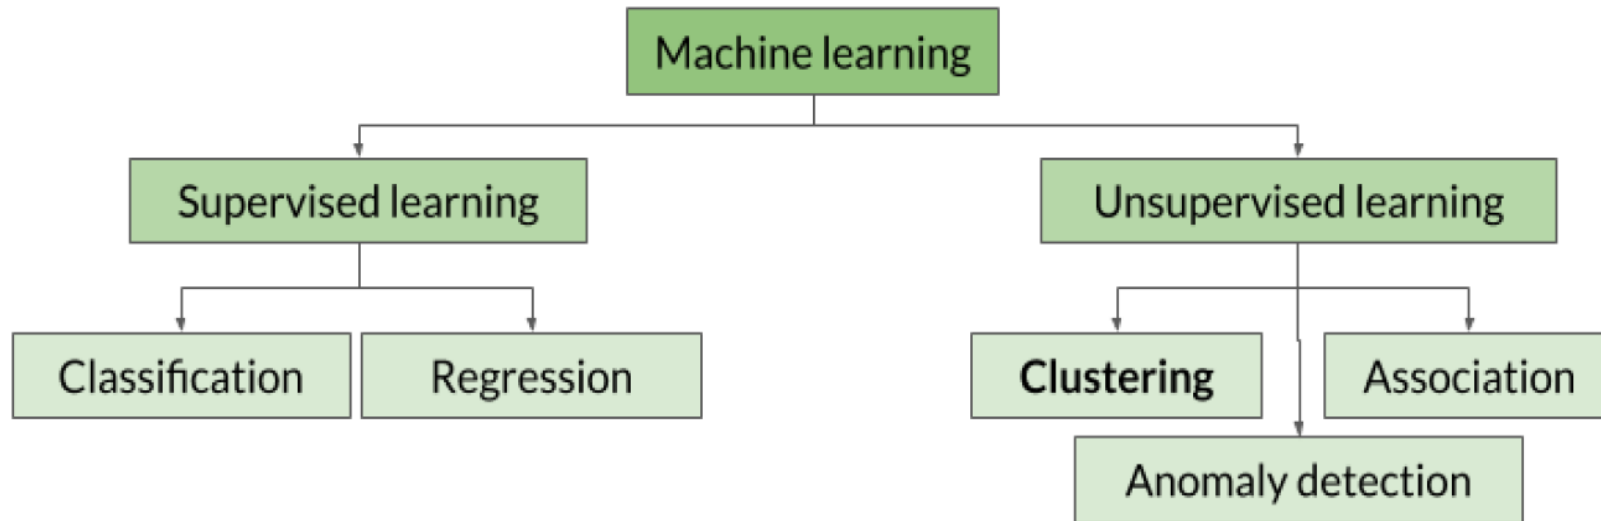 Machine learning
Supervised learning
Unsupervised learning
Classification
Regression
Clustering
Association
Anomaly detection